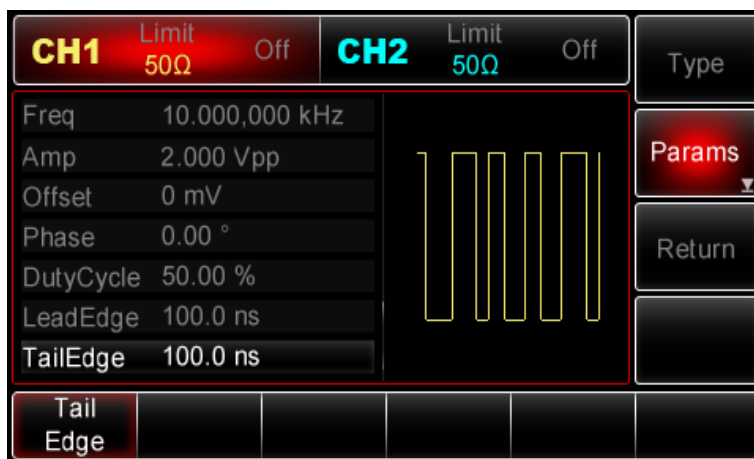 CH1 Limit Off CH2 Limit Off
50Ω 50Ω
Type
Freq 10.000,000 kHz
Amp 2.000 Vpp
Params
Offset 0 mV
Phase 0.00 °
Return
DutyCycle 50.00 %
LeadEdge 100.0 ns
TailEdge 100.0 ns
Tail
Edge